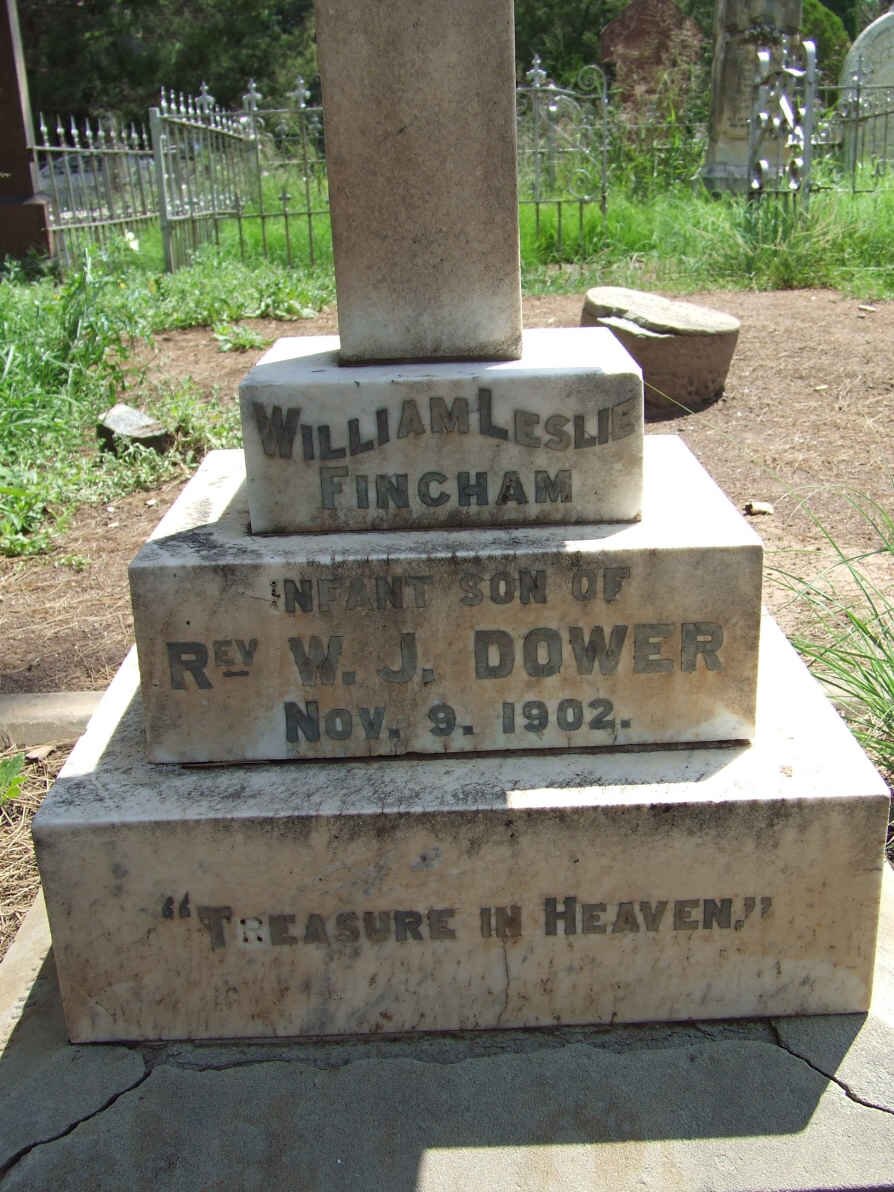 WILLIAM LESLIE
FINCHAM
INFANT SON OF
REV W. J. DOWER
NOV. 9. 1902.
"TREASURE IN HEAVEN,"